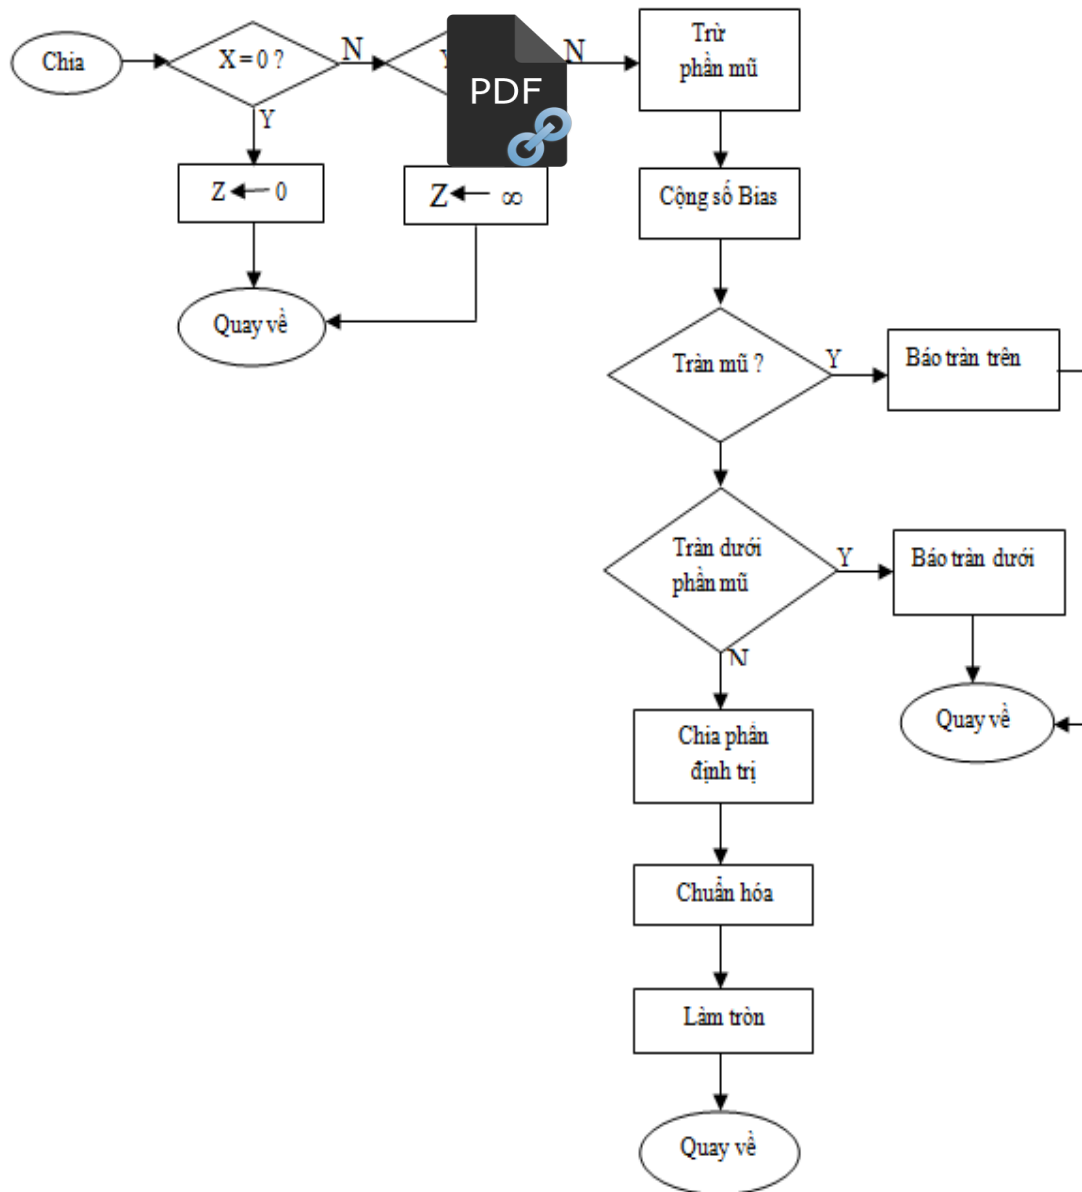 Chia
X = 0 ?
N
Y
N
Trừ
phần mũ
PDF
Y
Z ← 0
Z ← ∞
Cộng số Bias
Quay về
Tràn mũ ?
Y
Báo tràn trên
Tràn dưới
phần mũ
Y
Báo tràn dưới
N
Quay về
Chia phần
định trị
Chuẩn hóa
Làm tròn
Quay về